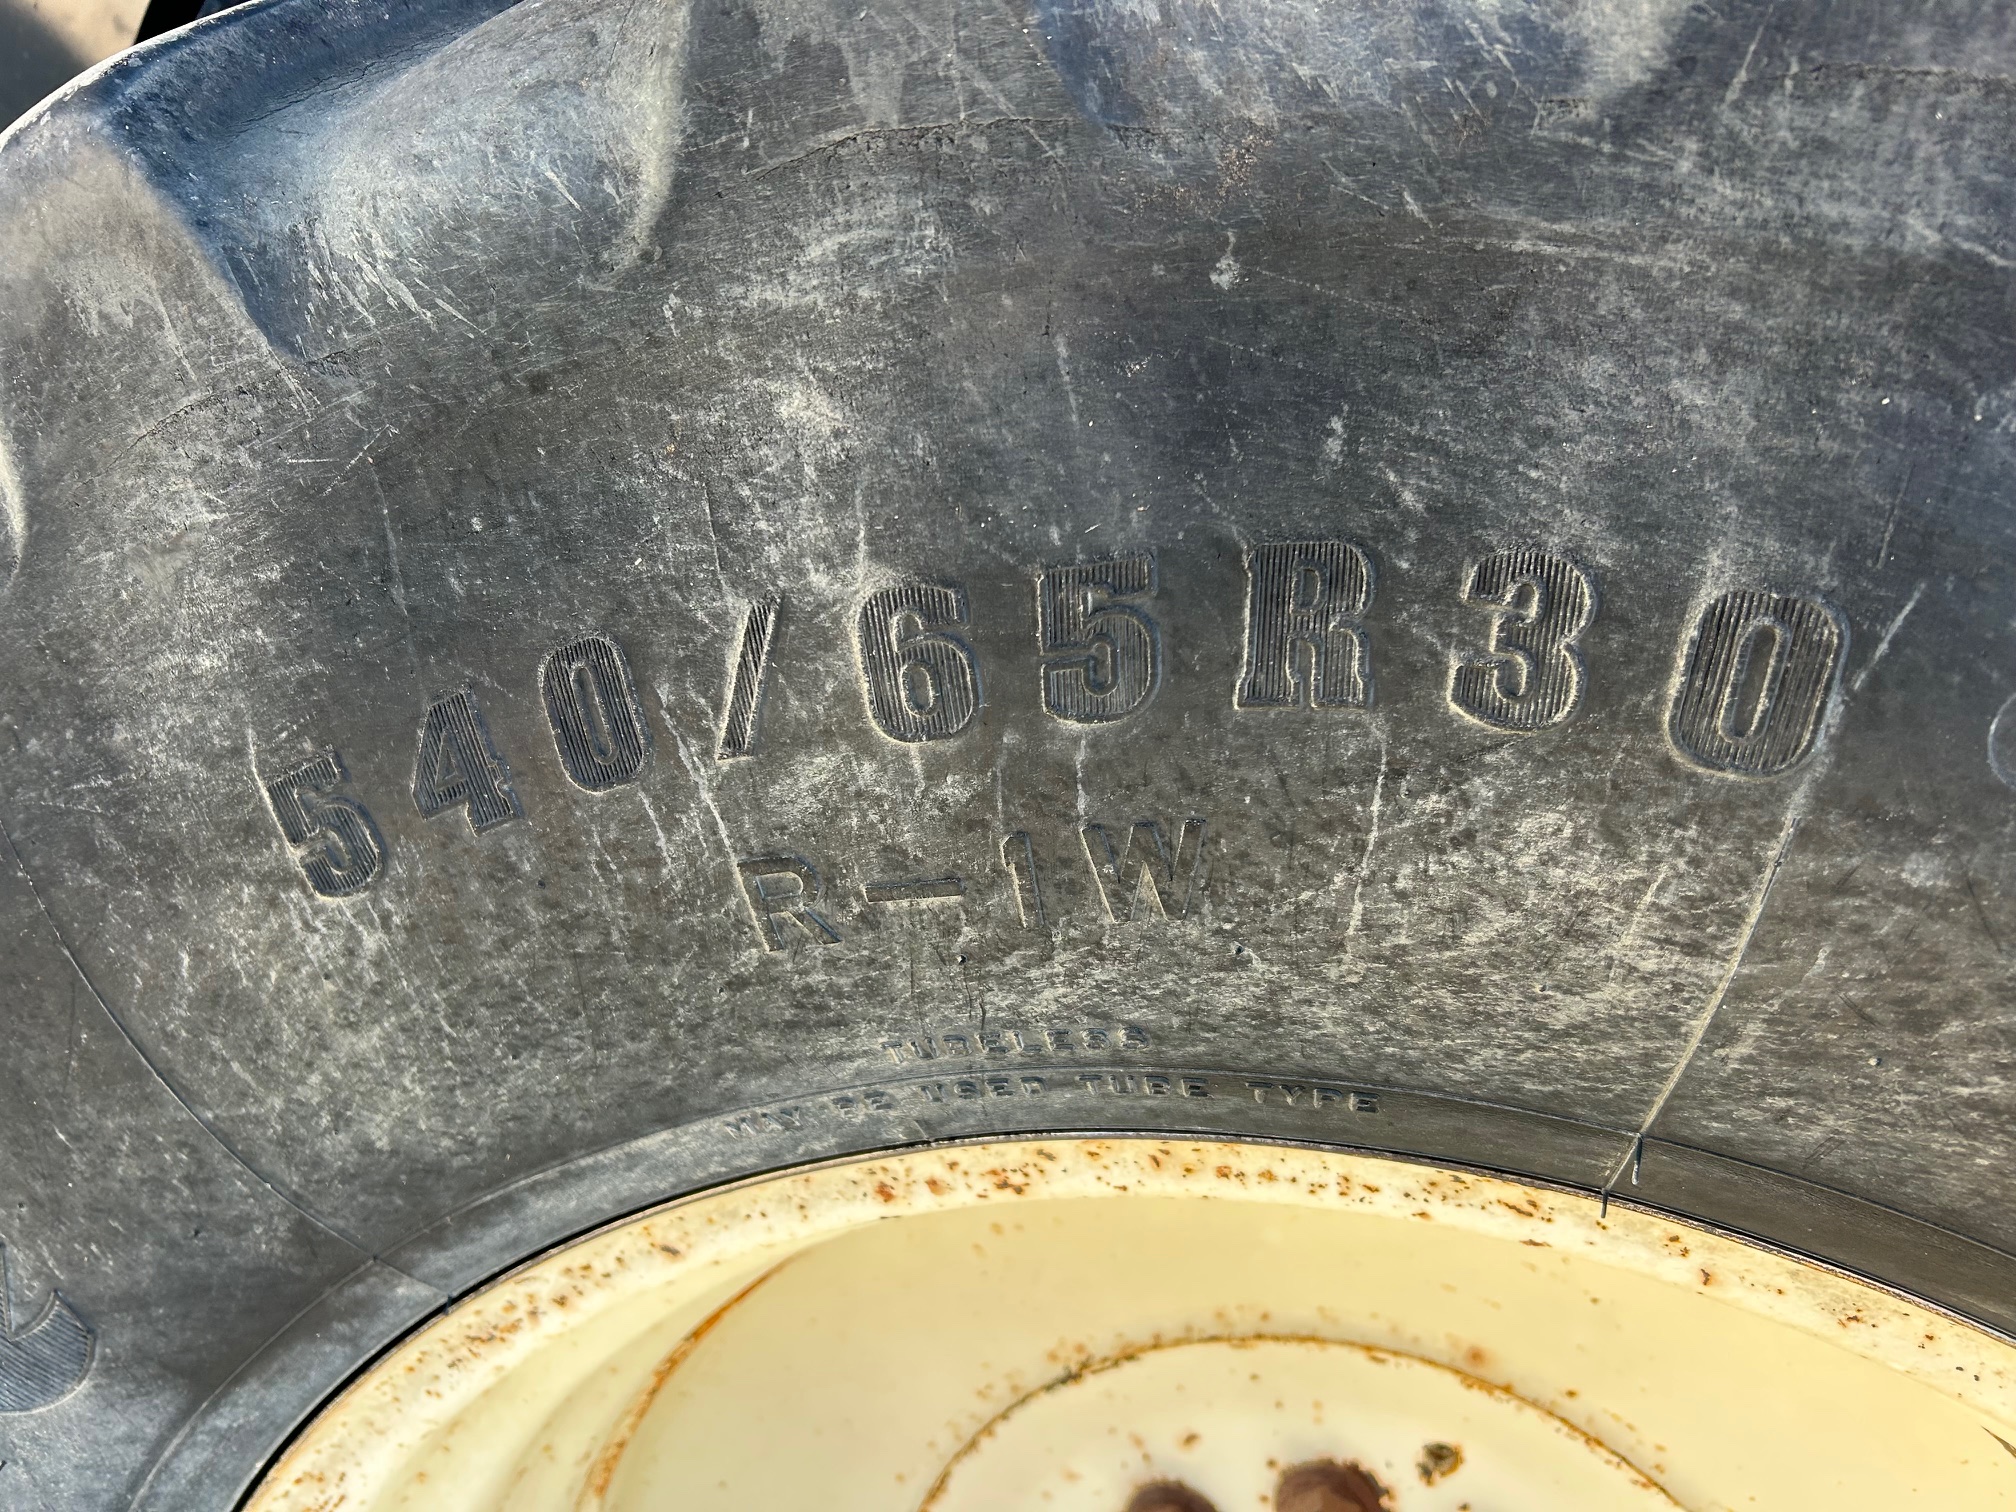 540/65R30
R-1W
TUBELESS
MAY BE USED TUBE TYPE